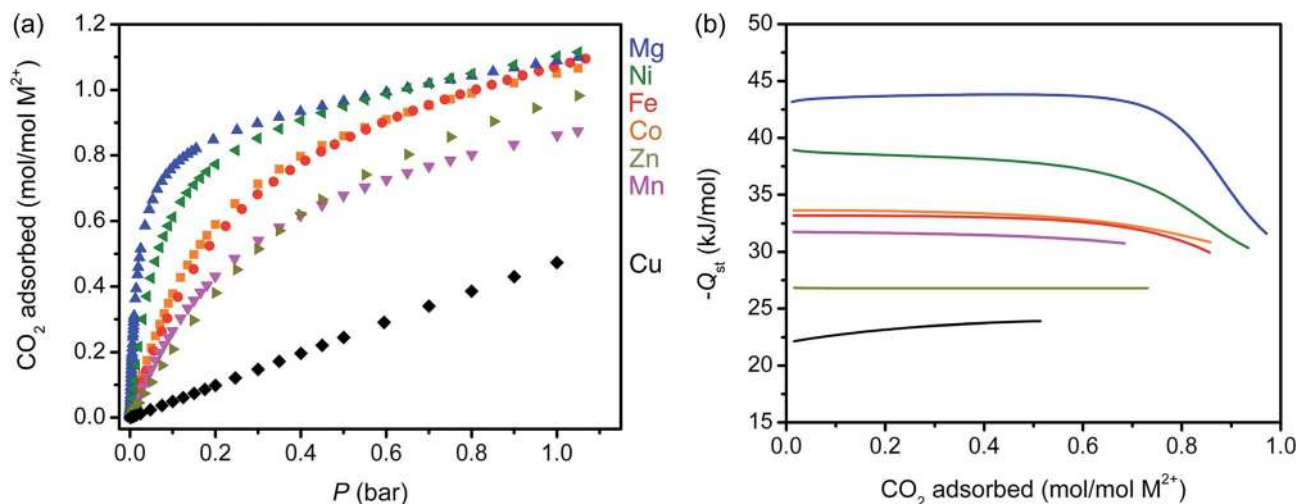 (a)
CO₂ adsorbed (mol/mol M²⁺)
1.2
1.0
0.8
0.6
0.4
0.2
0.0
0.0 0.2 0.4 0.6 0.8 1.0
P (bar)
Mg
Ni
Fe
Co
Zn
Mn
Cu
(b)
-Qst (kJ/mol)
50
45
40
35
30
25
20
15
0.0 0.2 0.4 0.6 0.8 1.0
CO₂ adsorbed (mol/mol M²⁺)